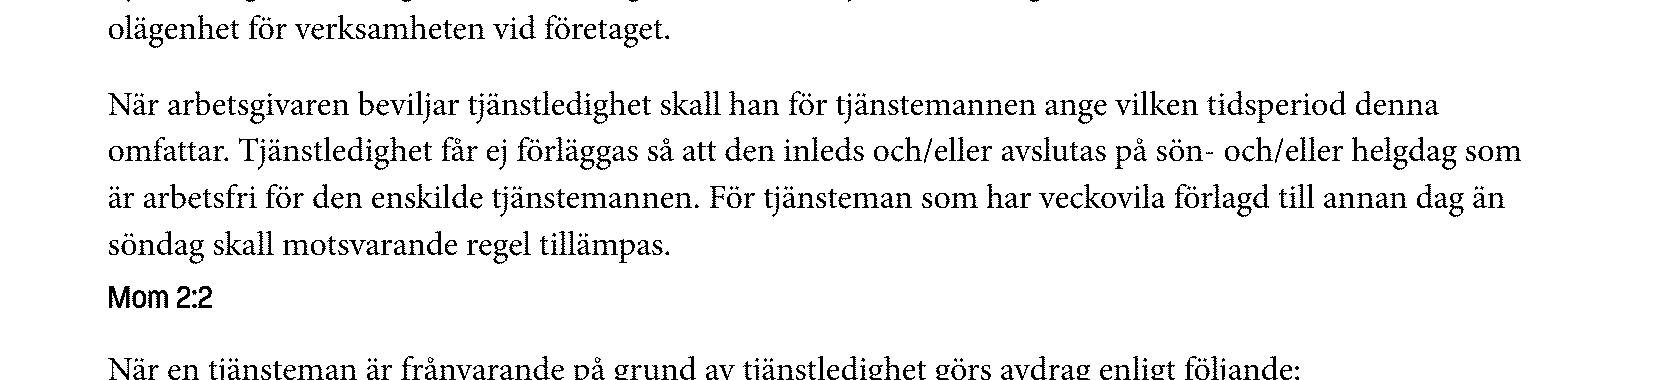 olägenhet för verksamheten vid företaget.
När arbetsgivaren beviljar tjänstledighet skall han för tjänstemannen ange vilken tidsperiod denna
omfattar. Tjänstledighet får ej förläggas så att den inleds och/eller avslutas på sön- och/eller helgdag som
är arbetsfri för den enskilde tjänstemannen. För tjänsteman som har veckovila förlagd till annan dag än
söndag skall motsvarande regel tillämpas.
Mom 2:2
När en tjänsteman är frånvarande på grund av tjänstledighet görs avdrag enligt följande: